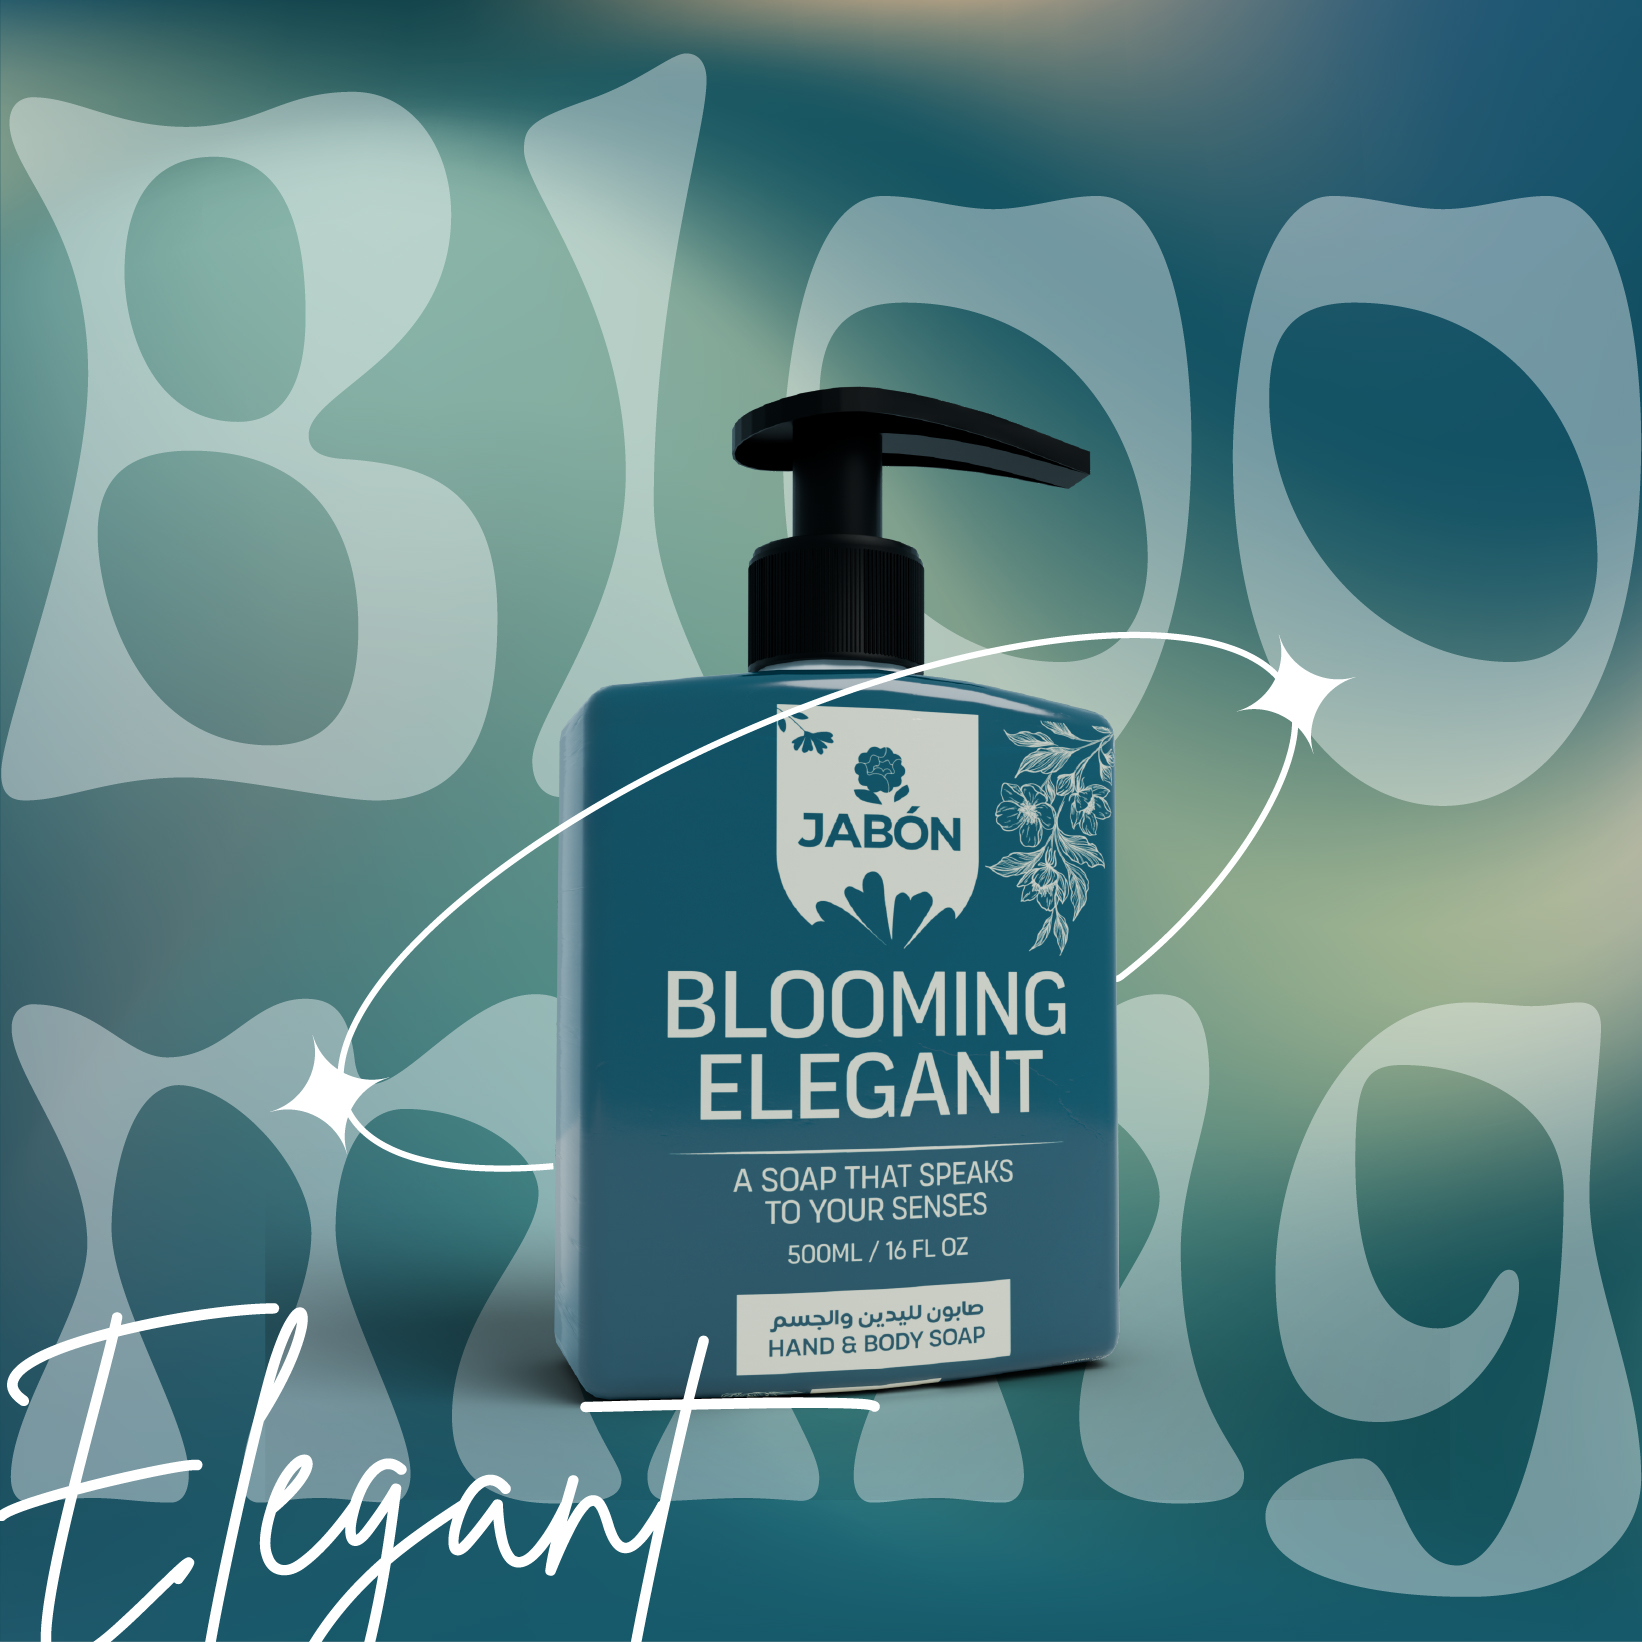 Bloo
ming
JABÓN
BLOOMING
ELEGANT
A SOAP THAT SPEAKS
TO YOUR SENSES
500ML / 16 FL OZ
صابون لليدين والجسم
HAND & BODY SOAP
Elegant